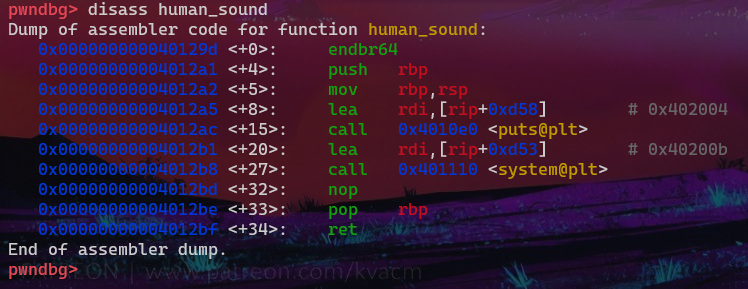 pwndbg> disass human_sound
Dump of assembler code for function human_sound:
   0x000000000040129d <+0>:     endbr64
   0x00000000004012a1 <+4>:     push   rbp
   0x00000000004012a2 <+5>:     mov    rbp,rsp
   0x00000000004012a5 <+8>:     lea    rdi,[rip+0xd58]        # 0x402004
   0x00000000004012ac <+15>:    call   0x4010e0 <puts@plt>
   0x00000000004012b1 <+20>:    lea    rdi,[rip+0xd53]        # 0x40200b
   0x00000000004012b8 <+27>:    call   0x401110 <system@plt>
   0x00000000004012bd <+32>:    nop
   0x00000000004012be <+33>:    pop    rbp
   0x00000000004012bf <+34>:    ret
End of assembler dump.
pwndbg>
| www.patreon.com/kvacm